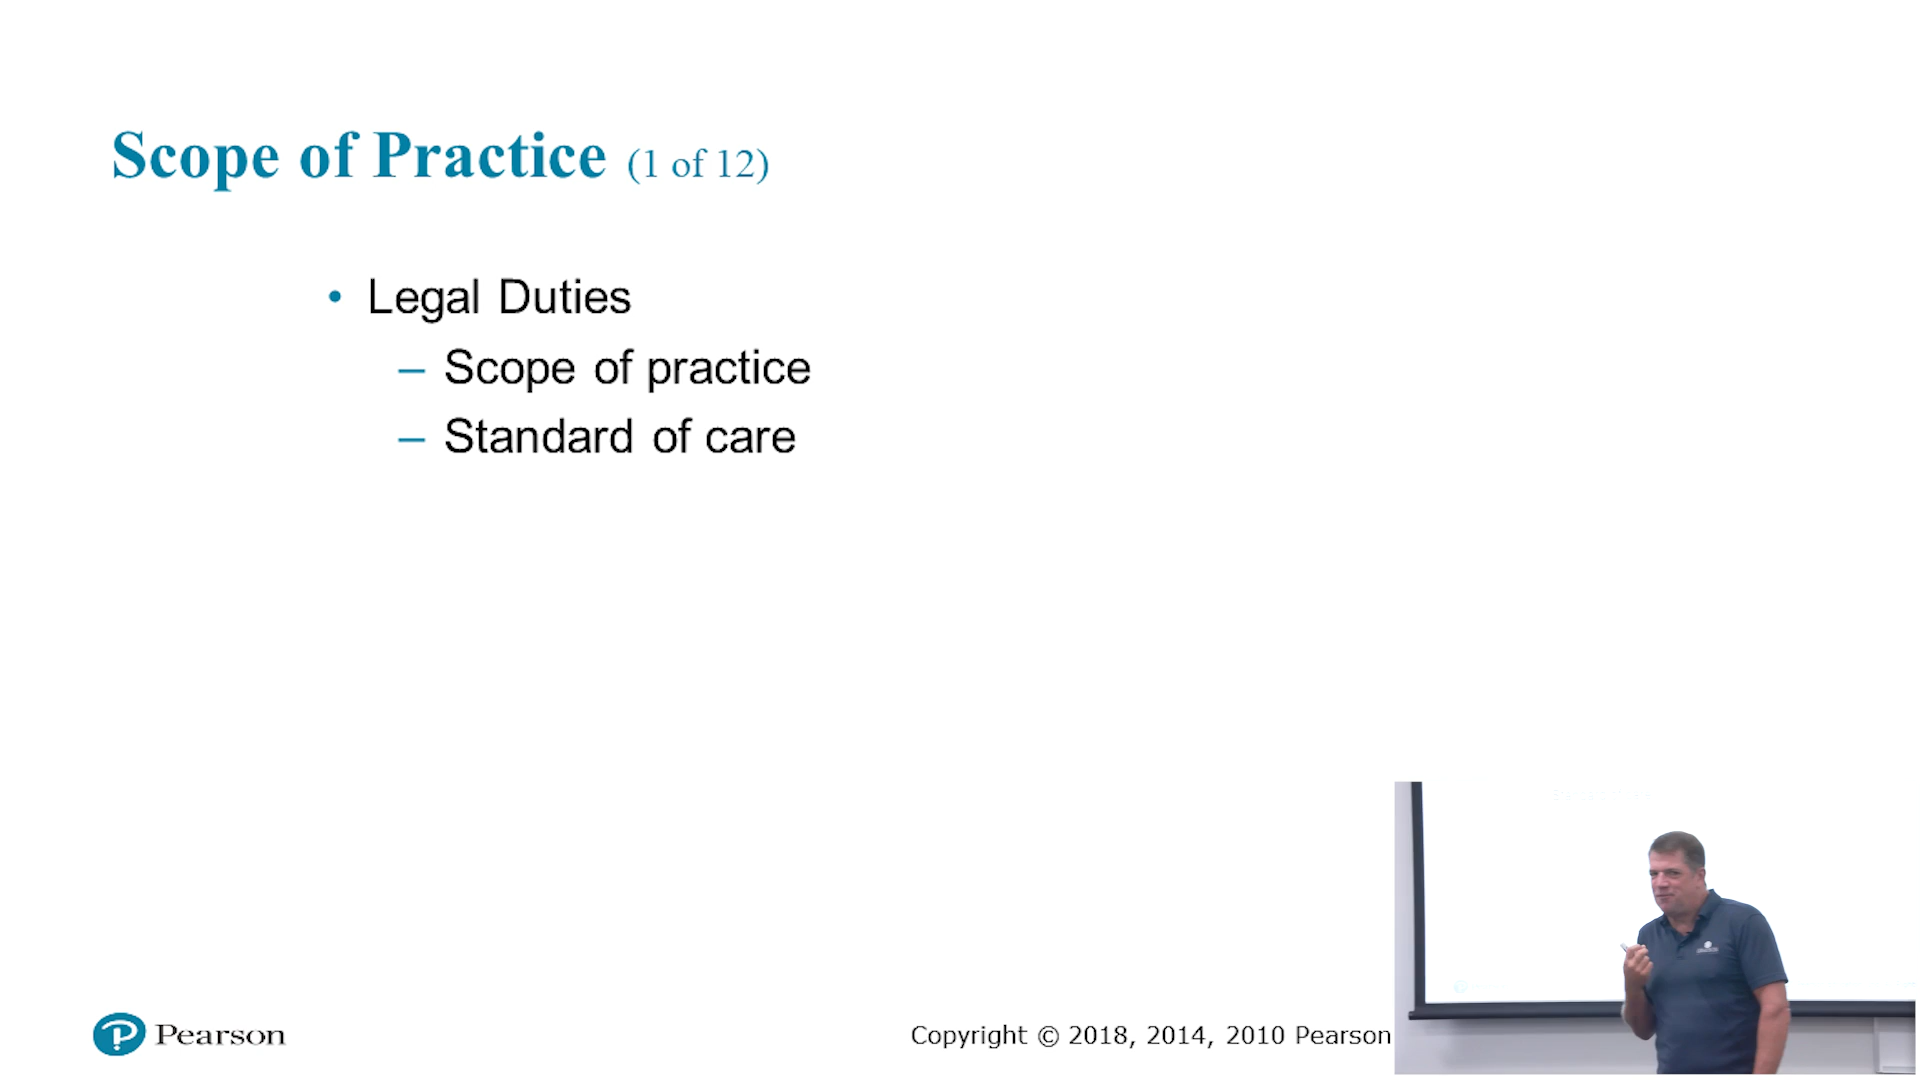 Scope of Practice (1 of 12)
• Legal Duties
– Scope of practice
– Standard of care
Pearson
Copyright © 2018, 2014, 2010 Pearson